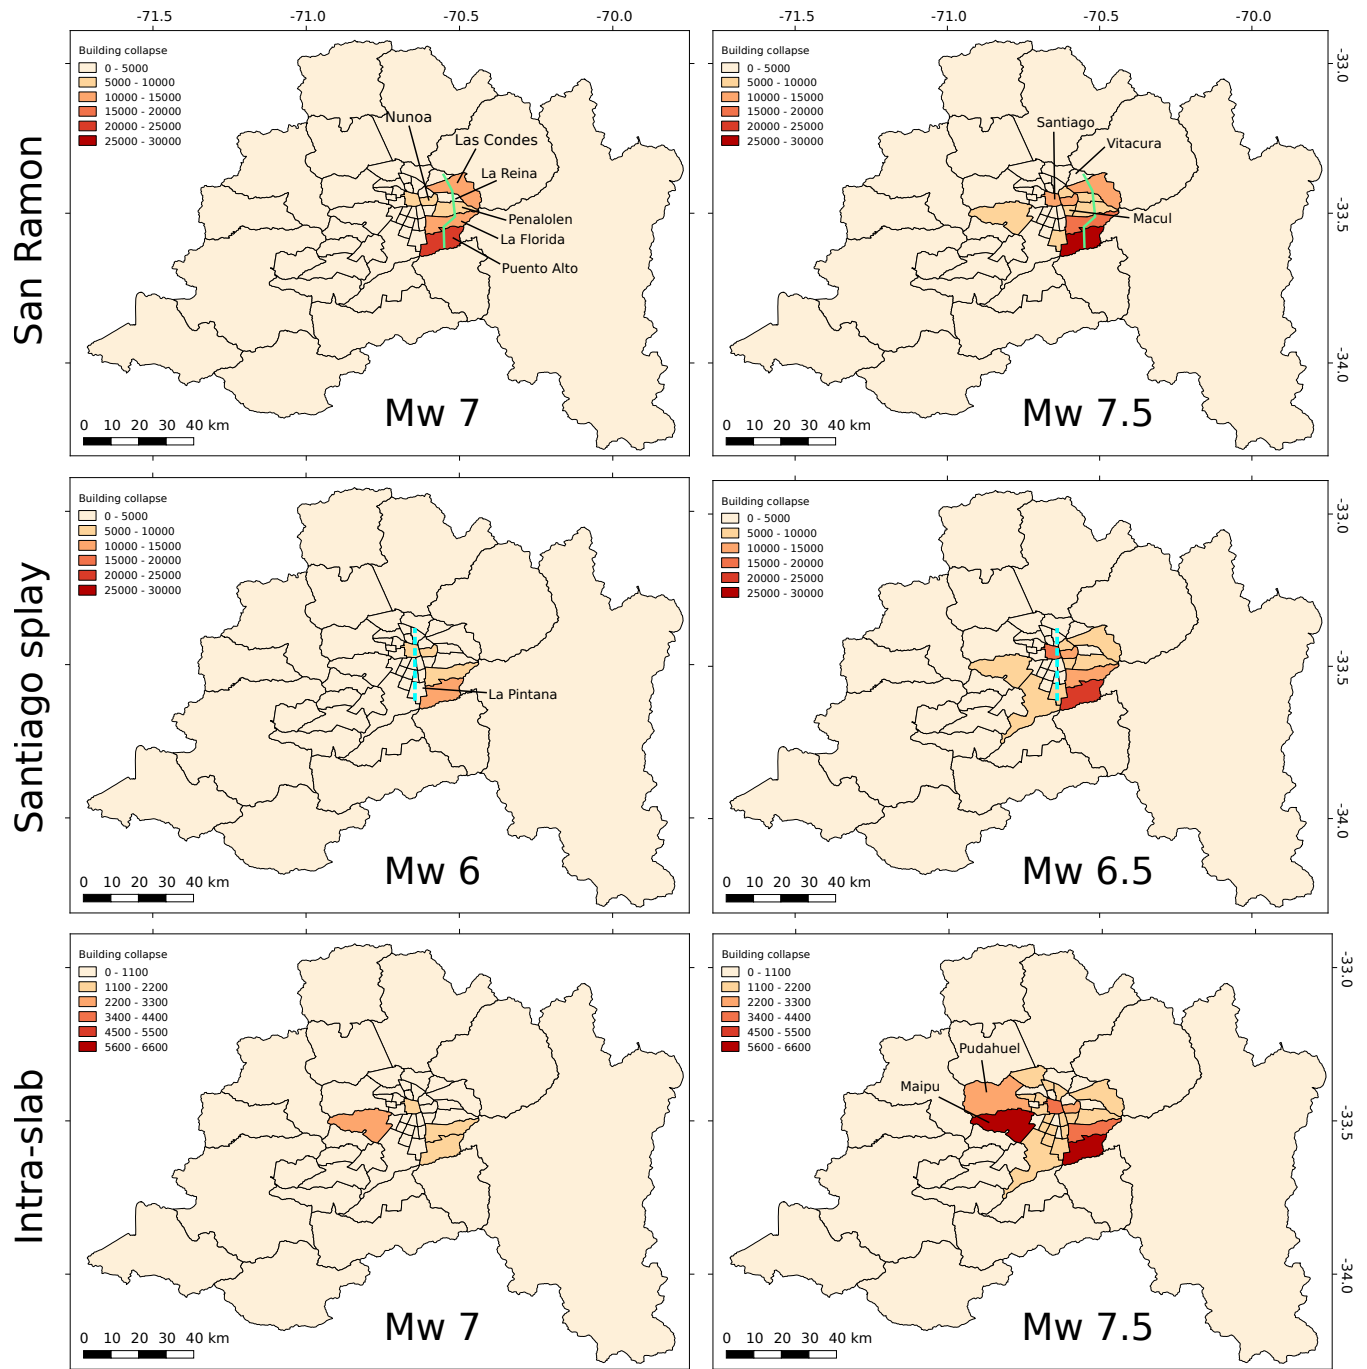 -71.5 -71.0 -70.5 -70.0
-71.5 -71.0 -70.5 -70.0
San Ramon
Building collapse
0 - 5000
5000 - 10000
10000 - 15000
15000 - 20000
20000 - 25000
25000 - 30000
Nunoa
Las Condes
La Reina
Penalolen
La Florida
Puento Alto
Mw 7
0 10 20 30 40 km
Building collapse
0 - 5000
5000 - 10000
10000 - 15000
15000 - 20000
20000 - 25000
25000 - 30000
Santiago
Vitacura
Macul
Mw 7.5
0 10 20 30 40 km
-33.0
-33.5
-34.0
Santiago splay
Building collapse
0 - 5000
5000 - 10000
10000 - 15000
15000 - 20000
20000 - 25000
25000 - 30000
La Pintana
Mw 6
0 10 20 30 40 km
Building collapse
0 - 5000
5000 - 10000
10000 - 15000
15000 - 20000
20000 - 25000
25000 - 30000
Mw 6.5
0 10 20 30 40 km
-33.0
-33.5
-34.0
Intra-slab
Building collapse
0 - 1100
1100 - 2200
2200 - 3300
3400 - 4400
4500 - 5500
5600 - 6600
Mw 7
0 10 20 30 40 km
Building collapse
0 - 1100
1100 - 2200
2200 - 3300
3400 - 4400
4500 - 5500
5600 - 6600
Pudahuel
Maipu
Mw 7.5
0 10 20 30 40 km
-33.0
-33.5
-34.0